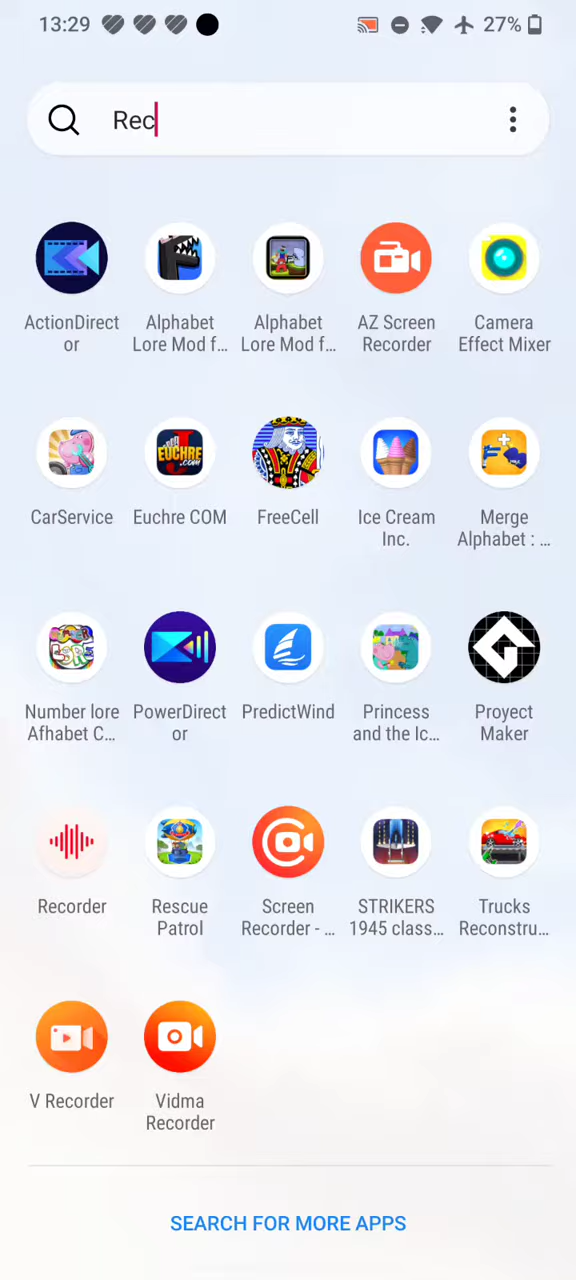 13:29 27%
Rec
ActionDirect
or
Alphabet
Lore Mod f...
Alphabet
Lore Mod f...
AZ Screen
Recorder
Camera
Effect Mixer
EUCHRE
.COM
CarService
Euchre COM
FreeCell
Ice Cream
Inc.
Merge
Alphabet : ...
Number lore
Afhabet C...
PowerDirect
or
PredictWind
Princess
and the Ic...
Proyect
Maker
Recorder
Rescue
Patrol
Screen
Recorder - ...
STRIKERS
1945 class...
Trucks
Reconstru...
V Recorder
Vidma
Recorder
SEARCH FOR MORE APPS